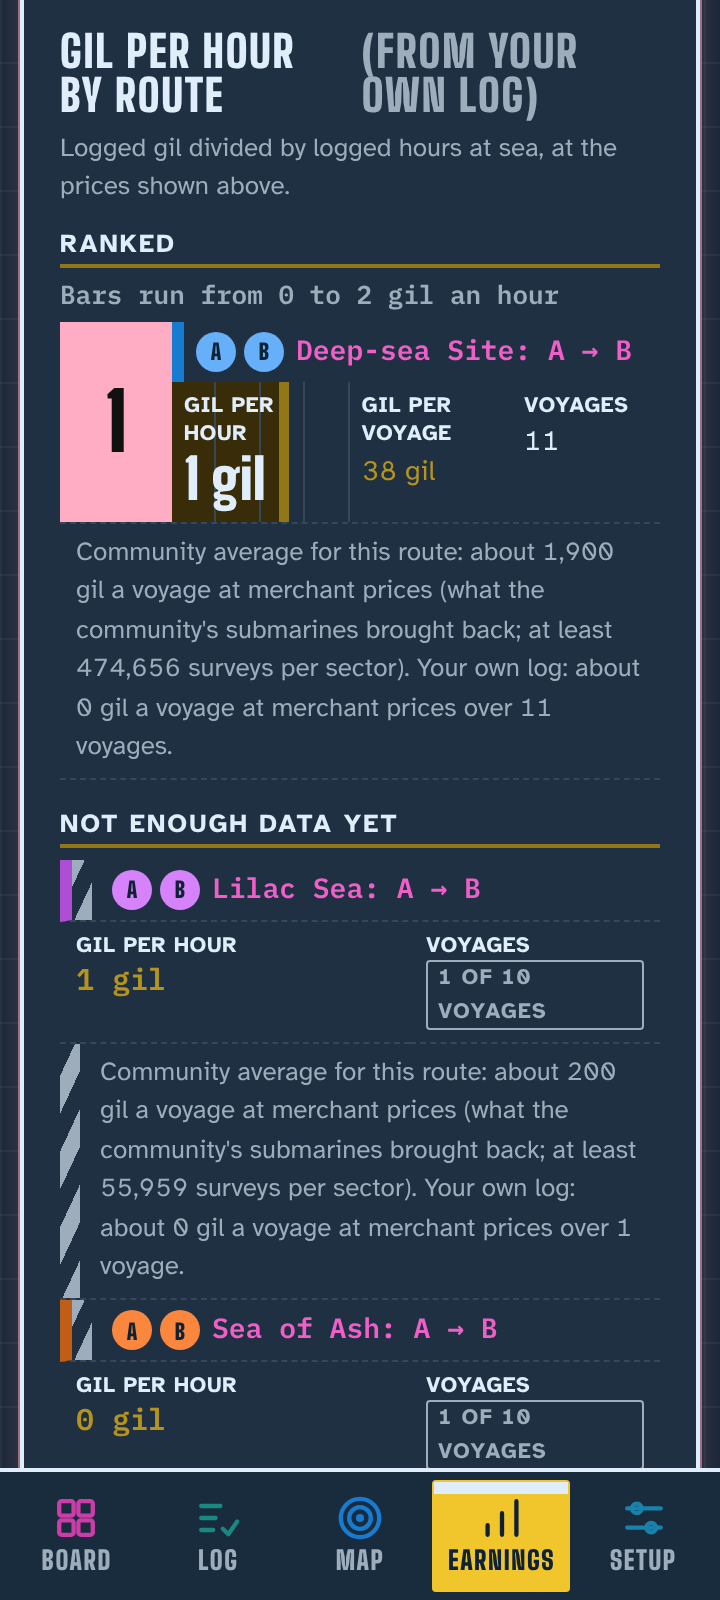 GIL PER HOUR
BY ROUTE
(FROM YOUR
OWN LOG)
Logged gil divided by logged hours at sea, at the
prices shown above.
RANKED
Bars run from 0 to 2 gil an hour
1
A B Deep-sea Site: A → B
GIL PER
HOUR
1 gil
GIL PER
VOYAGE
38 gil
VOYAGES
11
Community average for this route: about 1,900
gil a voyage at merchant prices (what the
community's submarines brought back; at least
474,656 surveys per sector). Your own log: about
0 gil a voyage at merchant prices over 11
voyages.
NOT ENOUGH DATA YET
A B Lilac Sea: A → B
GIL PER HOUR
1 gil
VOYAGES
1 OF 10
VOYAGES
Community average for this route: about 200
gil a voyage at merchant prices (what the
community's submarines brought back; at least
55,959 surveys per sector). Your own log:
about 0 gil a voyage at merchant prices over 1
voyage.
A B Sea of Ash: A → B
GIL PER HOUR
0 gil
VOYAGES
1 OF 10
VOYAGES
BOARD
LOG
MAP
EARNINGS
SETUP